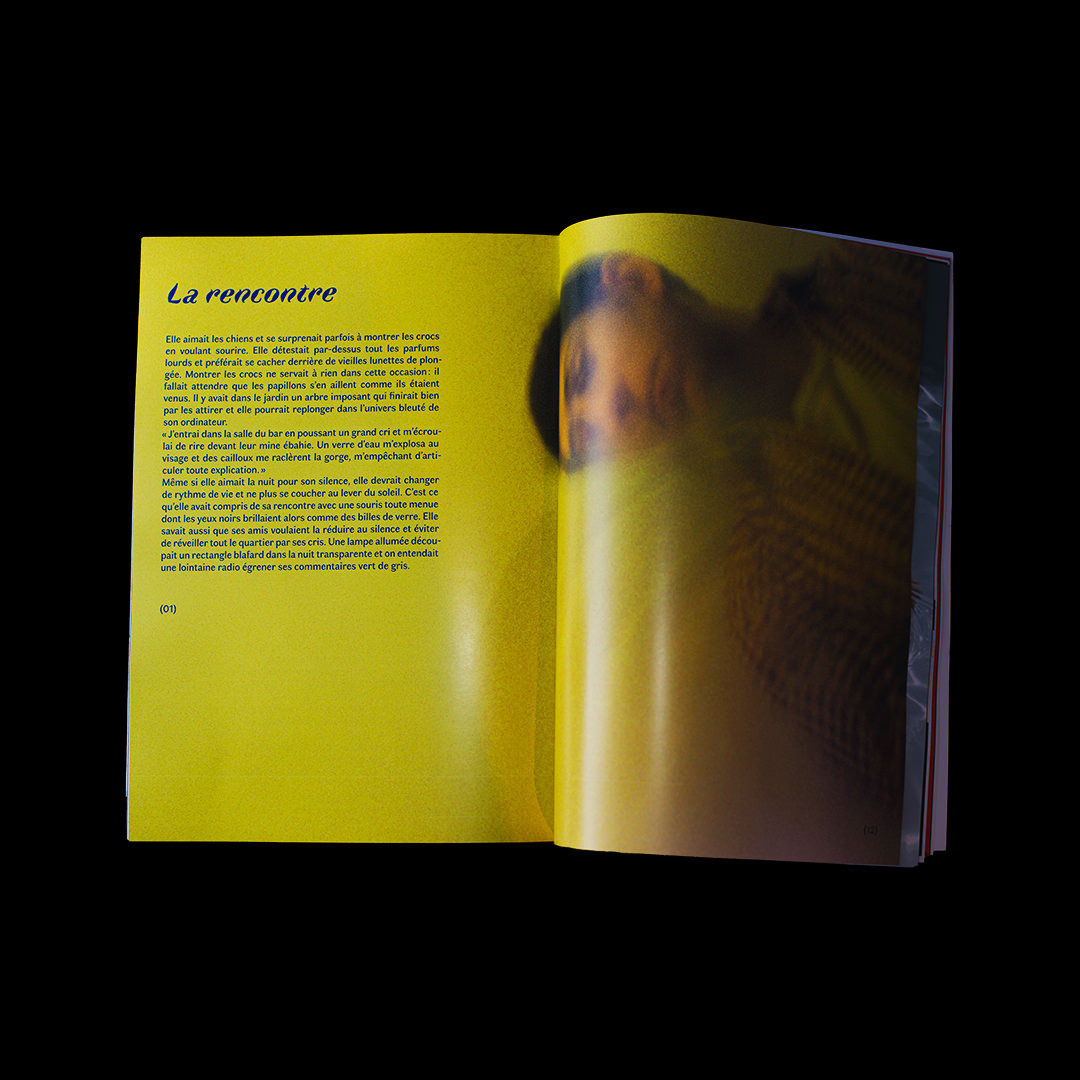 La rencontre
Elle aimait les chiens et se surprenait parfois à montrer les crocs
en voulant sourire. Elle détestait par-dessus tout les parfums
lourds et préférait se cacher derrière de vieilles lunettes de plon-
gée. Montrer les crocs ne servait à rien dans cette occasion : il
fallait attendre que les papillons s'en aillent comme ils étaient
venus. Il y avait dans le jardin un arbre imposant qui finirait bien
par les attirer et elle pourrait replonger dans l'univers bleuté de
son ordinateur.
« J'entrai dans la salle du bar en poussant un grand cri et m'écrou-
lai de rire devant leur mine ébahie. Un verre d'eau m'explosa au
visage et des cailloux me raclèrent la gorge, m'empêchant d'arti-
culer toute explication. »
Même si elle aimait la nuit pour son silence, elle devrait changer
de rythme de vie et ne plus se coucher au lever du soleil. C'est ce
qu'elle avait compris de sa rencontre avec une souris toute menue
dont les yeux noirs brillaient alors comme des billes de verre. Elle
savait aussi que ses amis voulaient la réduire au silence et éviter
de réveiller tout le quartier par ses cris. Une lampe allumée décou-
pait un rectangle blafard dans la nuit transparente et on entendait
une lointaine radio égrener ses commentaires vert de gris.
(01)
(12)